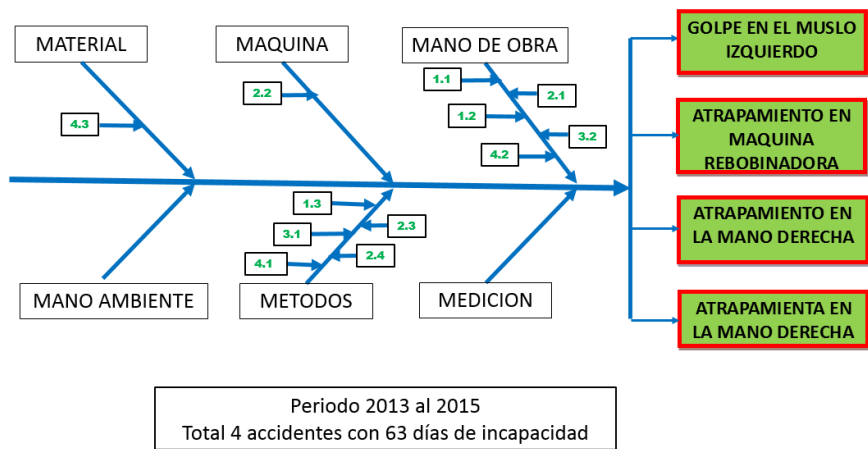 MATERIAL
MAQUINA
MANO DE OBRA
4.3
2.2
1.1
2.1
1.2
3.2
4.2
1.3
2.3
3.1
2.4
4.1
MANO AMBIENTE
METODOS
MEDICION
GOLPE EN EL MUSLO
IZQUIERDO
ATRAPAMIENTO EN
MAQUINA
REBOBINADORA
ATRAPAMIENTO EN
LA MANO DERECHA
ATRAPAMIENTA EN
LA MANO DERECHA
Periodo 2013 al 2015
Total 4 accidentes con 63 días de incapacidad